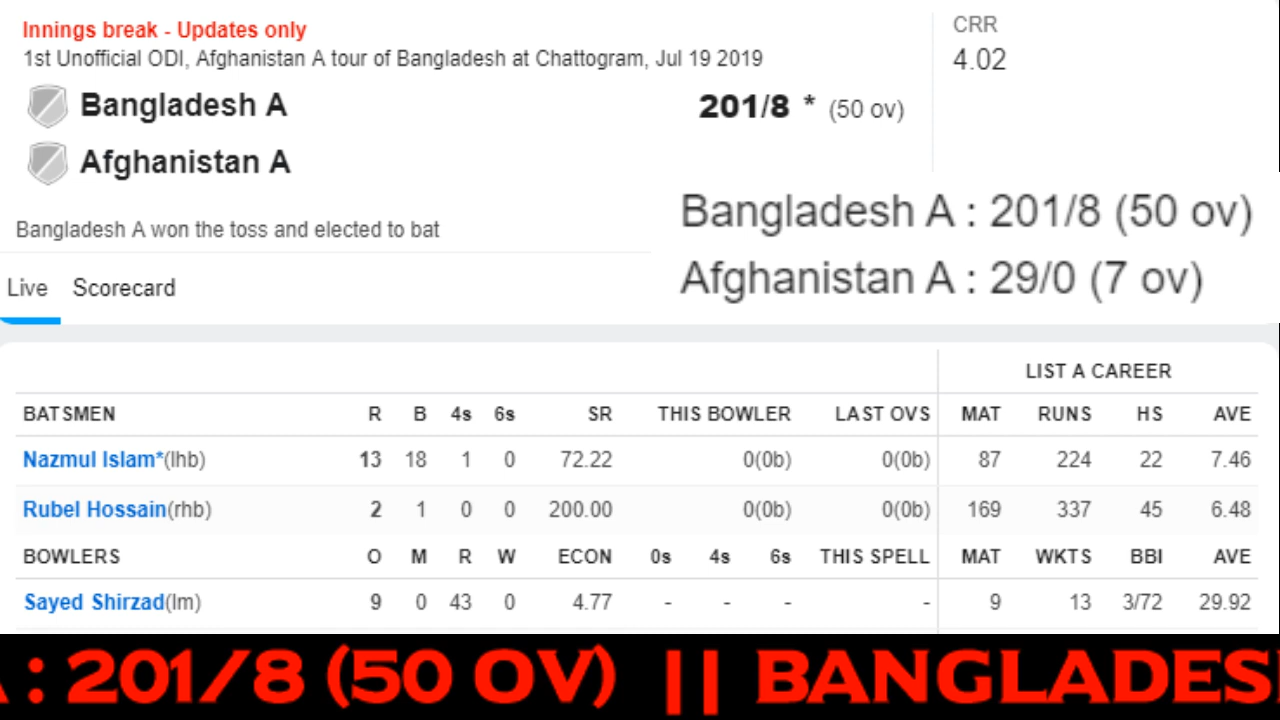 Innings break - Updates only
1st Unofficial ODI, Afghanistan A tour of Bangladesh at Chattogram, Jul 19 2019
CRR
4.02
Bangladesh A 201/8 * (50 ov)
Afghanistan A
Bangladesh A : 201/8 (50 ov)
Afghanistan A : 29/0 (7 ov)
Bangladesh A won the toss and elected to bat
Live Scorecard
LIST A CAREER
BATSMEN R B 4s 6s SR THIS BOWLER LAST OVS MAT RUNS HS AVE
Nazmul Islam*(lhb) 13 18 1 0 72.22 0(0b) 0(0b) 87 224 22 7.46
Rubel Hossain(rhb) 2 1 0 0 200.00 0(0b) 0(0b) 169 337 45 6.48
BOWLERS O M R W ECON 0s 4s 6s THIS SPELL MAT WKTS BBI AVE
Sayed Shirzad(lm) 9 0 43 0 4.77 - - - - 9 13 3/72 29.92
A : 201/8 (50 OV) || BANGLADES